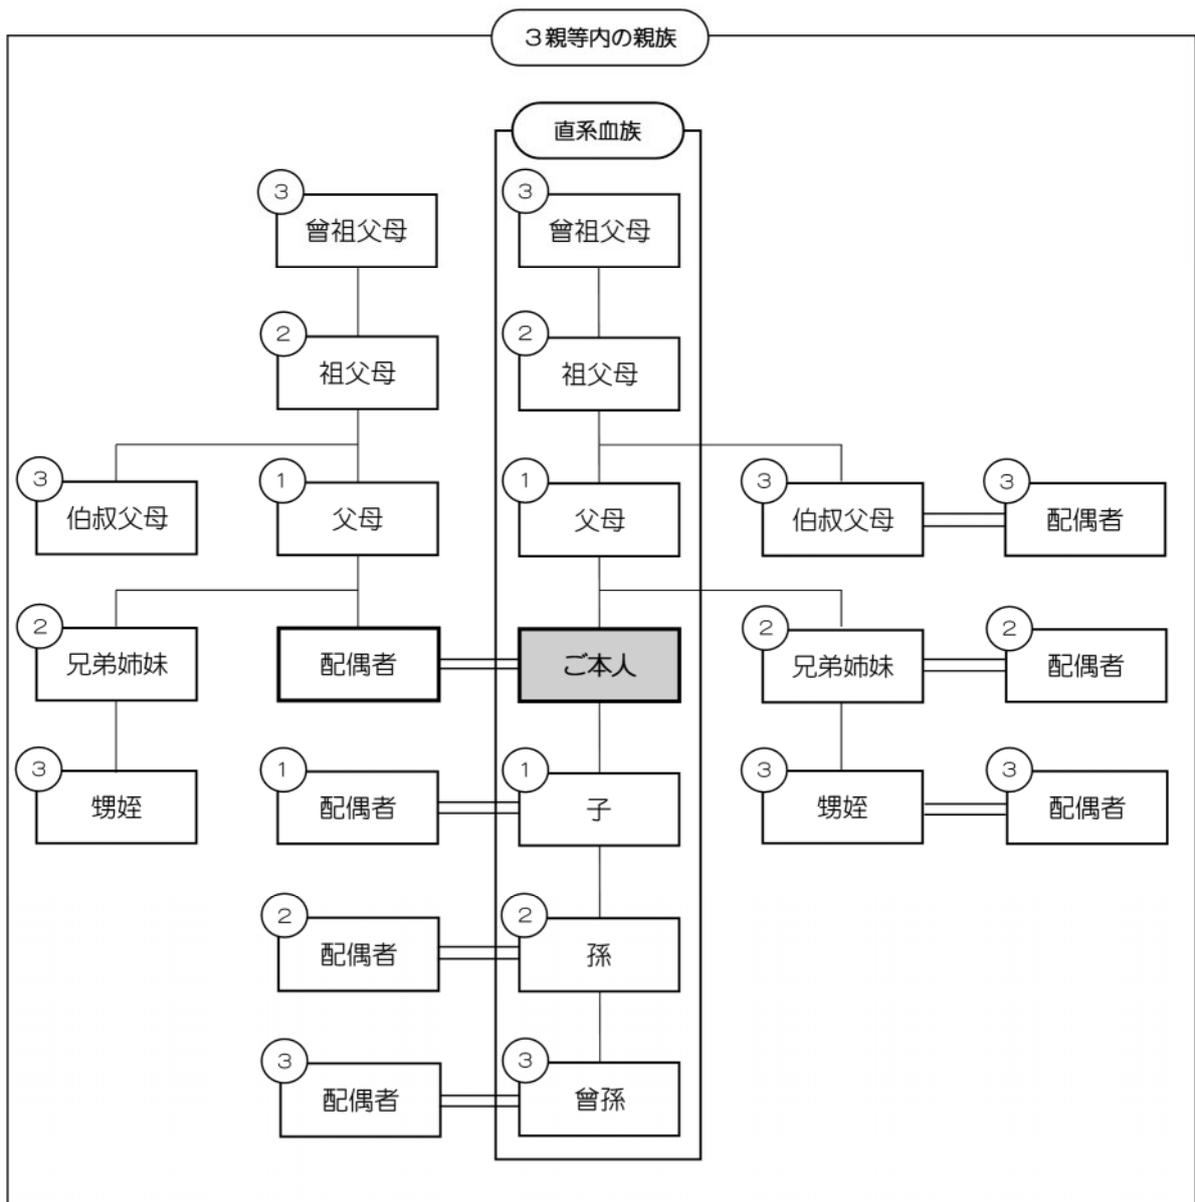 3親等内の親族
直系血族
3
曾祖父母
3
曾祖父母
2
祖父母
2
祖父母
3
伯叔父母
1
父母
1
父母
3
伯叔父母
3
配偶者
2
兄弟姉妹
配偶者
ご本人
2
兄弟姉妹
2
配偶者
3
甥姪
1
配偶者
1
子
3
甥姪
3
配偶者
2
配偶者
2
孫
3
配偶者
3
曾孫